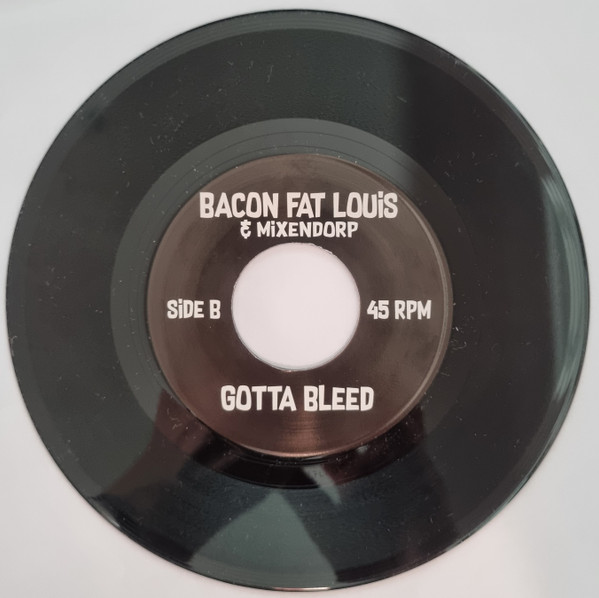 BACON FAT LOUiS
& MiXENDORP
SiDE B
45 RPM
GOTTA BLEED